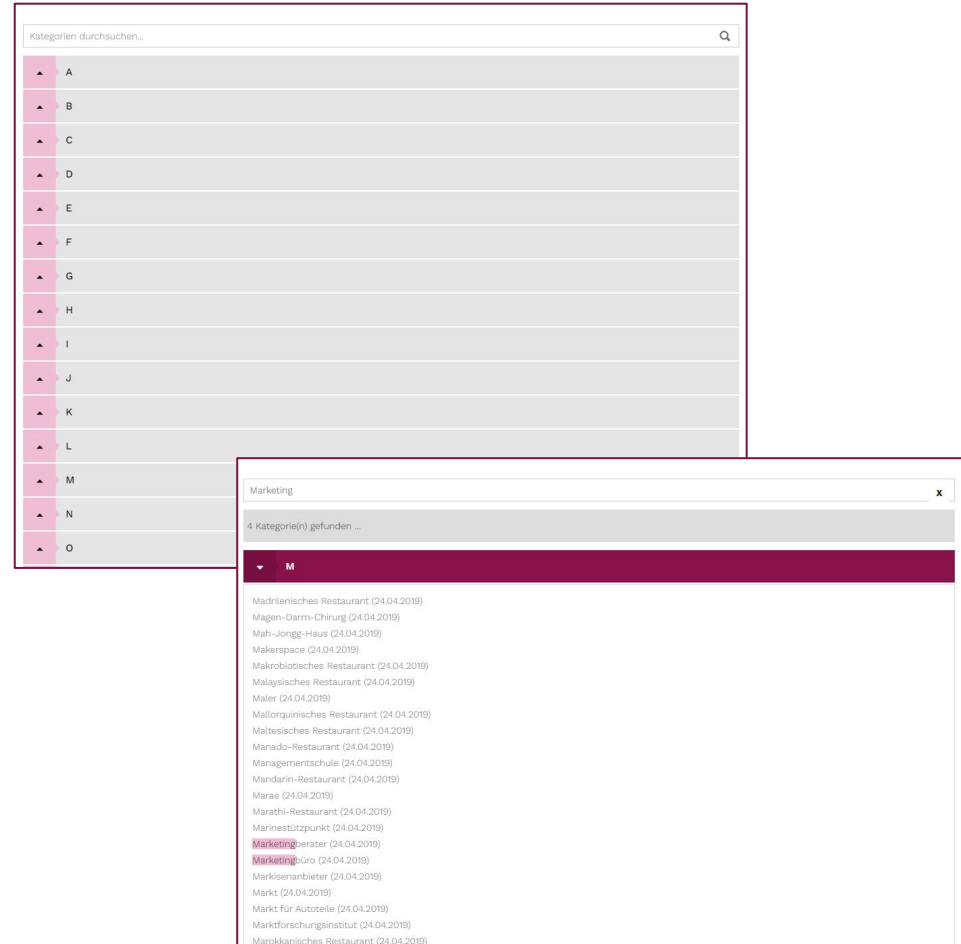 Kategorien durchsuchen...
A
B
C
D
E
F
G
H
I
J
K
L
M
N
O
Marketing
x
4 Kategorie(n) gefunden ...
M
Madrilenisches Restaurant (24.04.2019)
Magen-Darm-Chirurg (24.04.2019)
Mah-Jongg-Haus (24.04.2019)
Makerspace (24.04.2019)
Makrobiotisches Restaurant (24.04.2019)
Malaysisches Restaurant (24.04.2019)
Maler (24.04.2019)
Mallorquinisches Restaurant (24.04.2019)
Maltesisches Restaurant (24.04.2019)
Manado-Restaurant (24.04.2019)
Managementschule (24.04.2019)
Mandarin-Restaurant (24.04.2019)
Marae (24.04.2019)
Marathi-Restaurant (24.04.2019)
Marinestützpunkt (24.04.2019)
Marketingberater (24.04.2019)
Marketingbüro (24.04.2019)
Markisenanbieter (24.04.2019)
Markt (24.04.2019)
Markt für Autoteile (24.04.2019)
Marktforschungsinstitut (24.04.2019)
Marokkanisches Restaurant (24.04.2019)